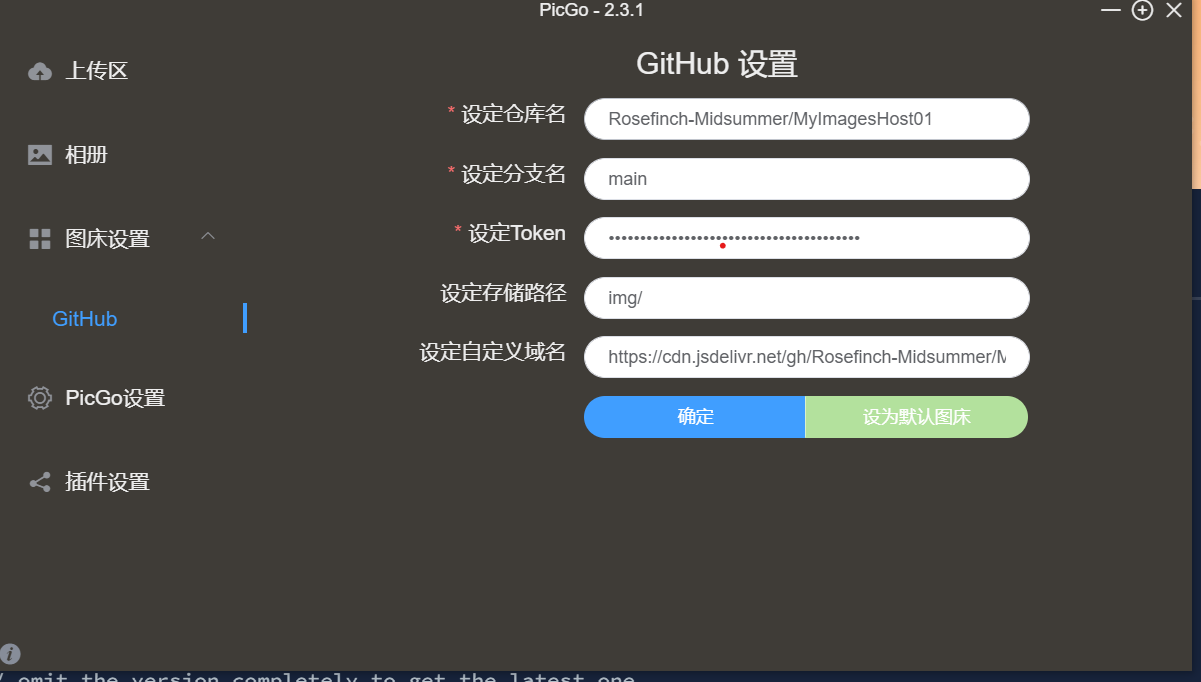 PicGo - 2.3.1
上传区
相册
图床设置
GitHub
PicGo设置
插件设置
GitHub 设置
* 设定仓库名
Rosefinch-Midsummer/MyImagesHost01
* 设定分支名
main
* 设定Token
设定存储路径
img/
设定自定义域名
https://cdn.jsdelivr.net/gh/Rosefinch-Midsummer/M
确定
设为默认图床
/ omit the version completely to get the latest one